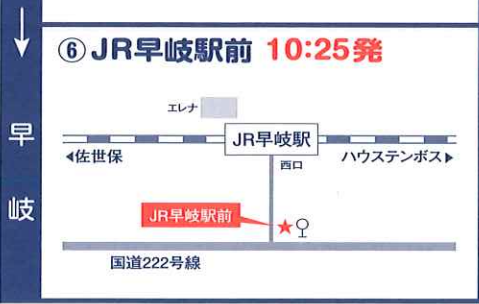 ⑥JR早岐駅前 10:25発
早岐
エレナ
JR早岐駅
◀佐世保
西口
ハウステンボス▶
JR早岐駅前
国道222号線